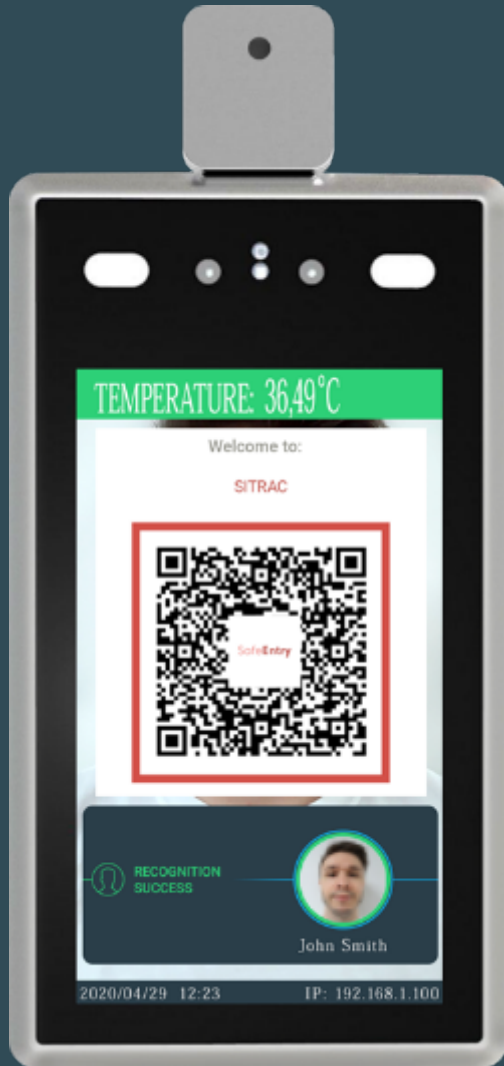 TEMPERATURE: 36,49°C
Welcome to:
SITRAC
SafeEntry
RECOGNITION
SUCCESS
John Smith
2020/04/29 12:23 IP: 192.168.1.100